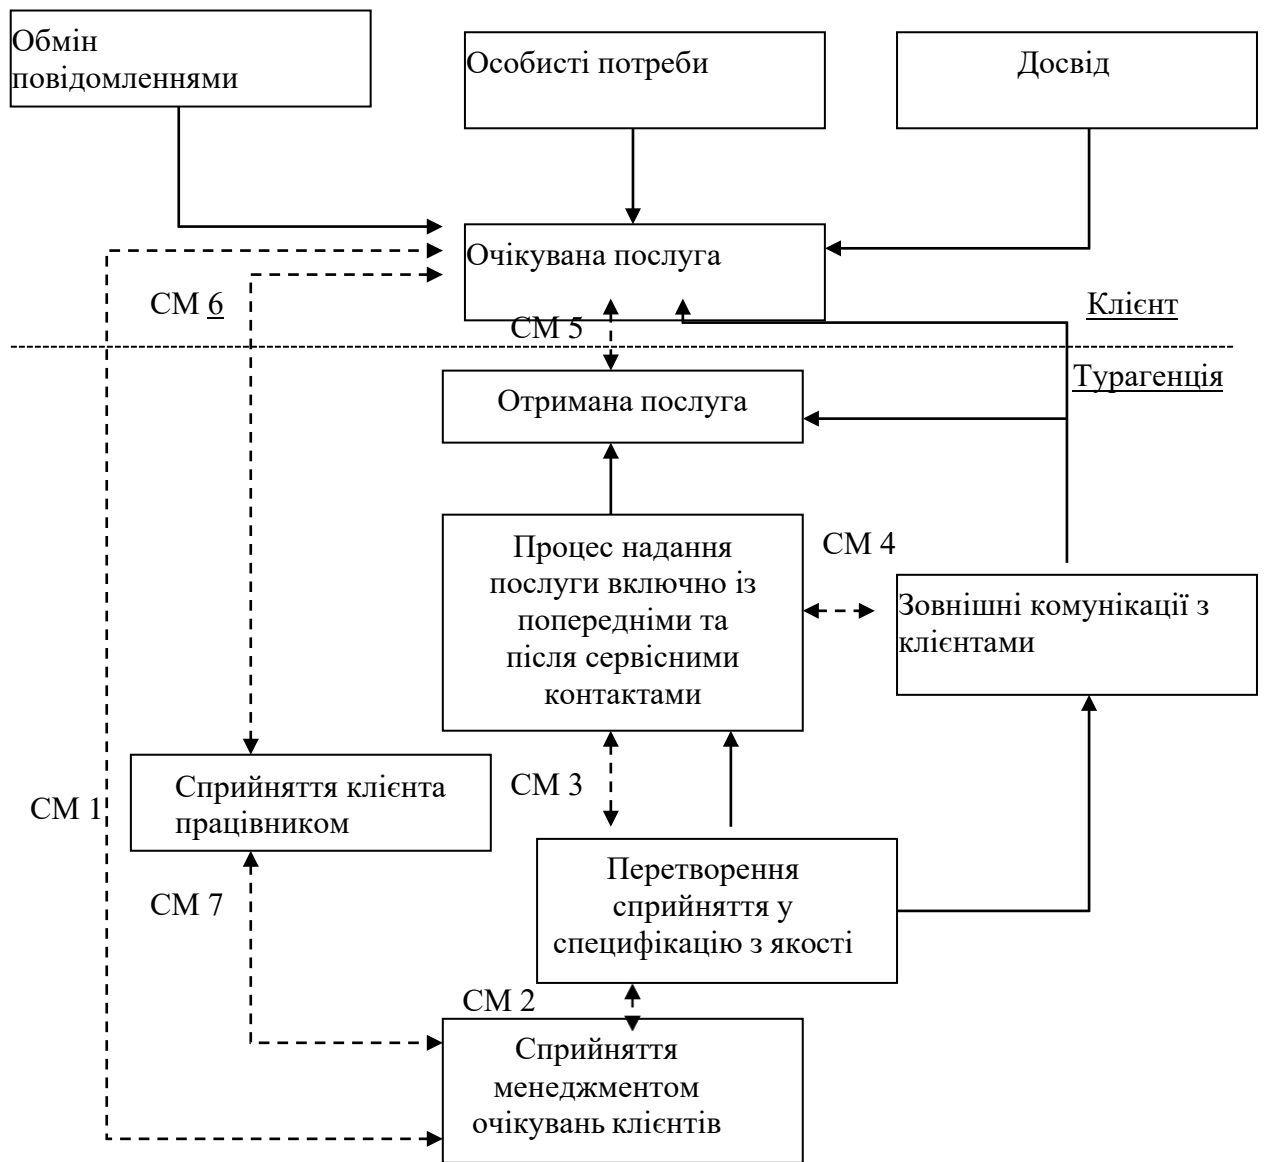 Обмін
повідомленнями
Особисті потреби
Досвід
Очікувана послуга
СМ 6
СМ 5
Клієнт
Турагенція
Отримана послуга
Процес надання
послуги включно із
попередніми та
після сервісними
контактами
СМ 4
Зовнішні комунікації з
клієнтами
СМ 1
Сприйняття клієнта
працівником
СМ 3
СМ 7
Перетворення
сприйняття у
специфікацію з якості
СМ 2
Сприйняття
менеджментом
очікувань клієнтів